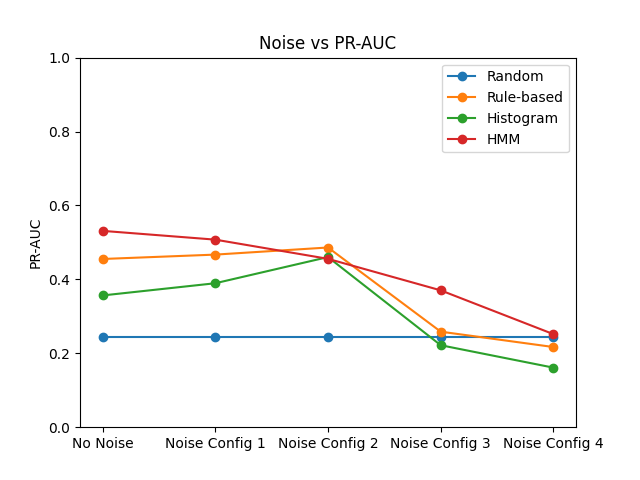 Noise vs PR-AUC
1.0
0.8
0.6
0.4
0.2
0.0
PR-AUC
Random
Rule-based
Histogram
HMM
No Noise
Noise Config 1
Noise Config 2
Noise Config 3
Noise Config 4